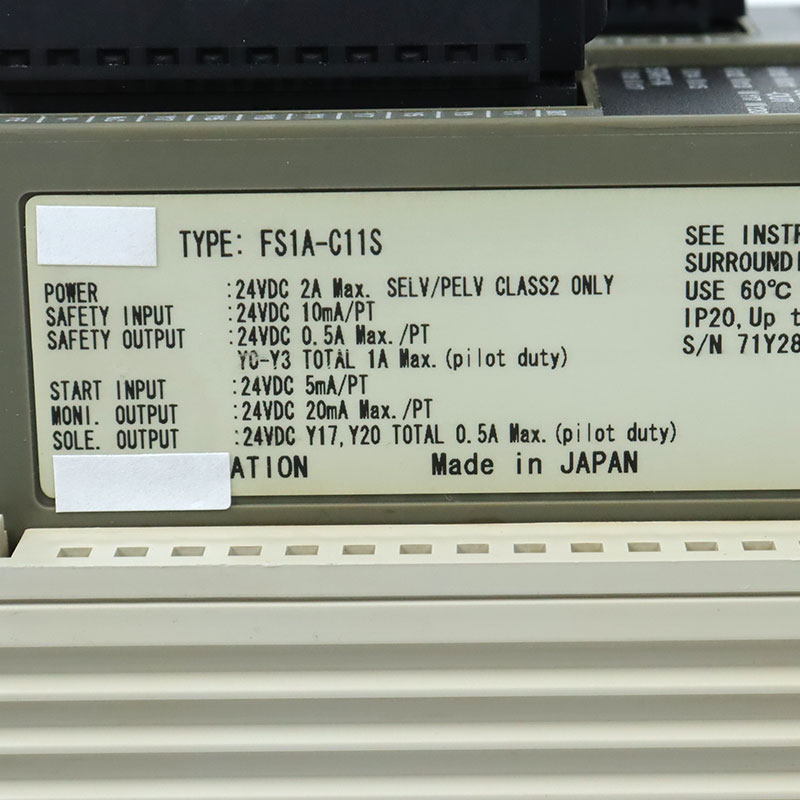 TYPE: FS1A-C11S
POWER :24VDC 2A Max. SELV/PELV CLASS2 ONLY
SAFETY INPUT :24VDC 10mA/PT
SAFETY OUTPUT :24VDC 0.5A Max./PT
Y0-Y3 TOTAL 1A Max.(pilot duty)
START INPUT :24VDC 5mA/PT
MONI. OUTPUT :24VDC 20mA Max./PT
SOLE. OUTPUT :24VDC Y17,Y20 TOTAL 0.5A Max.(pilot duty)
ATION Made in JAPAN
SEE INSTR
SURROUNDI
USE 60℃
IP20,Up t
S/N 71Y28